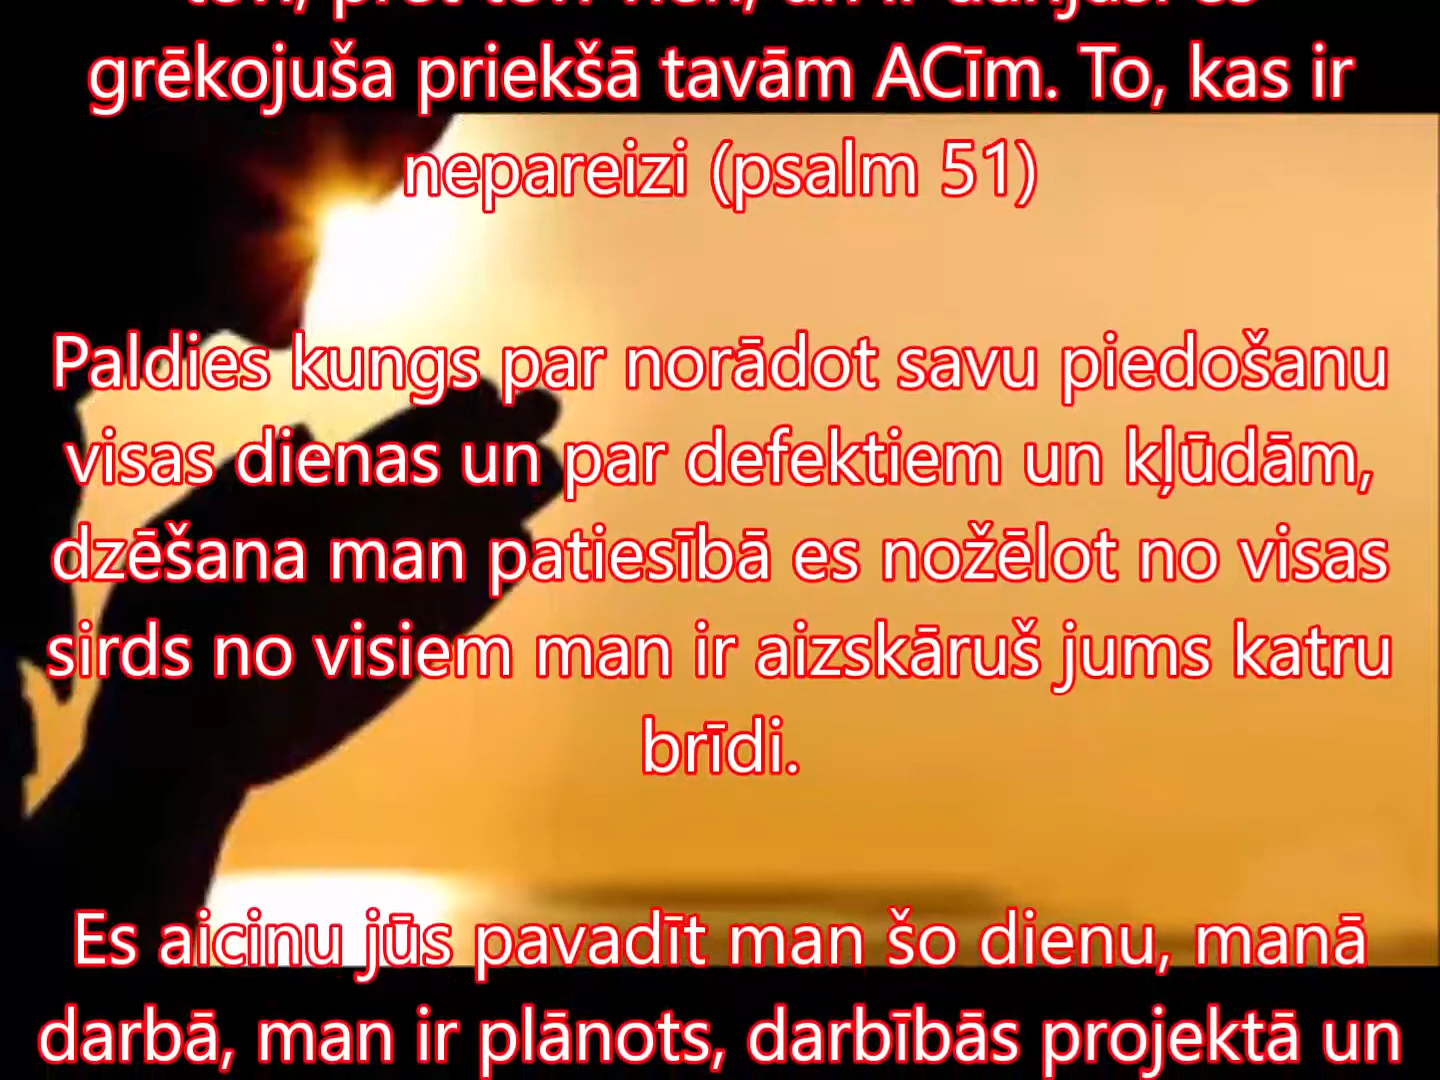 grēkojuša priekšā tavām ACīm. To, kas ir
nepareizi (psalm 51)
Paldies kungs par norādot savu piedošanu
visas dienas un par defektiem un kļūdām,
dzēšana man patiesībā es nožēlot no visas
sirds no visiem man ir aizskāruš jums katru
brīdi.
Es aicinu jūs pavadīt man šo dienu, manā
darbā, man ir plānots, darbībās projektā un